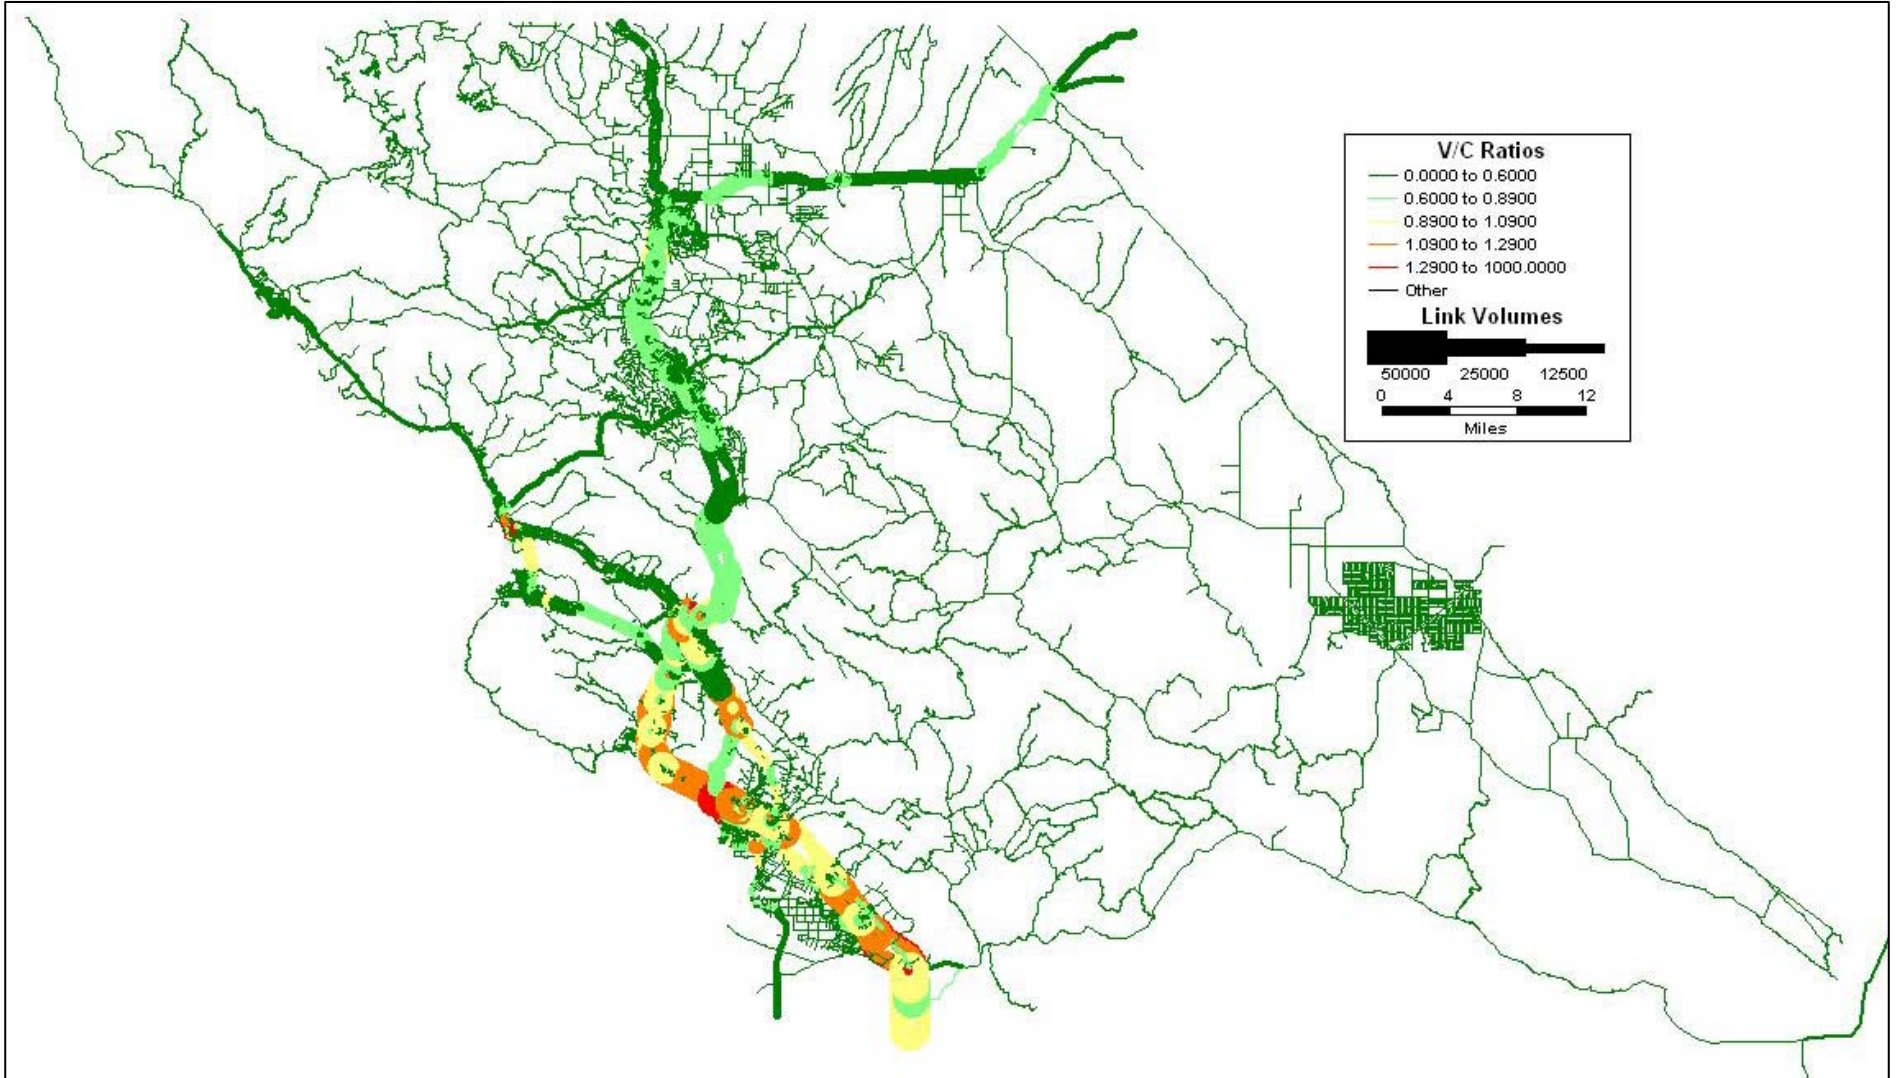 V/C Ratios
0.0000 to 0.6000
0.6000 to 0.8900
0.8900 to 1.0900
1.0900 to 1.2900
1.2900 to 1000.0000
Other
Link Volumes
50000 25000 12500
0 4 8 12
Miles